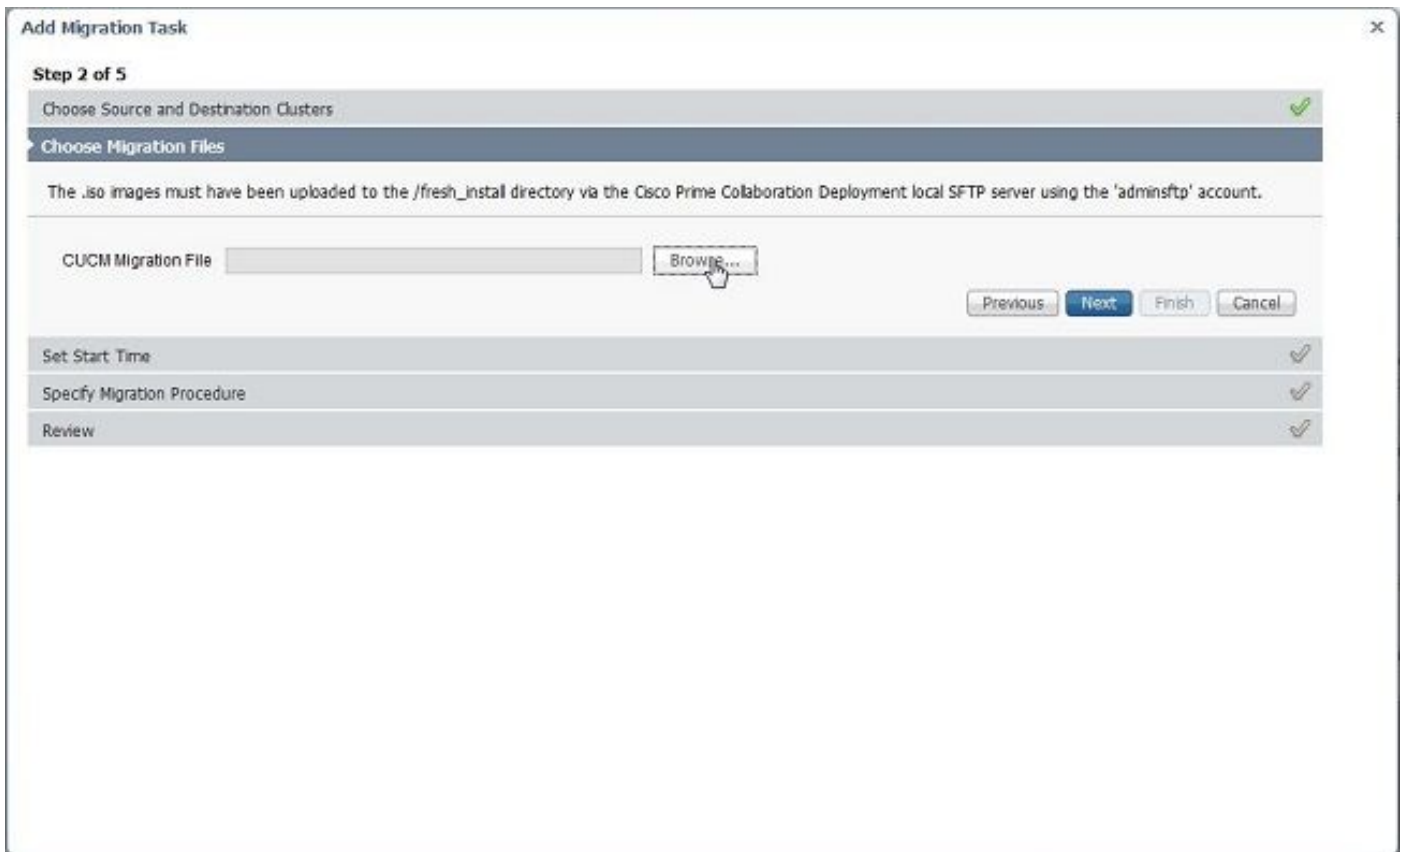 Add Migration Task
Step 2 of 5
Choose Source and Destination Clusters
Choose Migration Files
The .iso images must have been uploaded to the /fresh_install directory via the Cisco Prime Collaboration Deployment local SFTP server using the 'adminsftp' account.
CUCM Migration File
Browse...
Previous Next Finish Cancel
Set Start Time
Specify Migration Procedure
Review